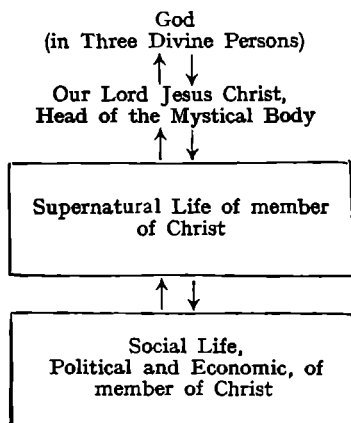 God
(in Three Divine Persons)
Our Lord Jesus Christ,
Head of the Mystical Body
Supernatural Life of member
of Christ
Social Life,
Political and Economic, of
member of Christ